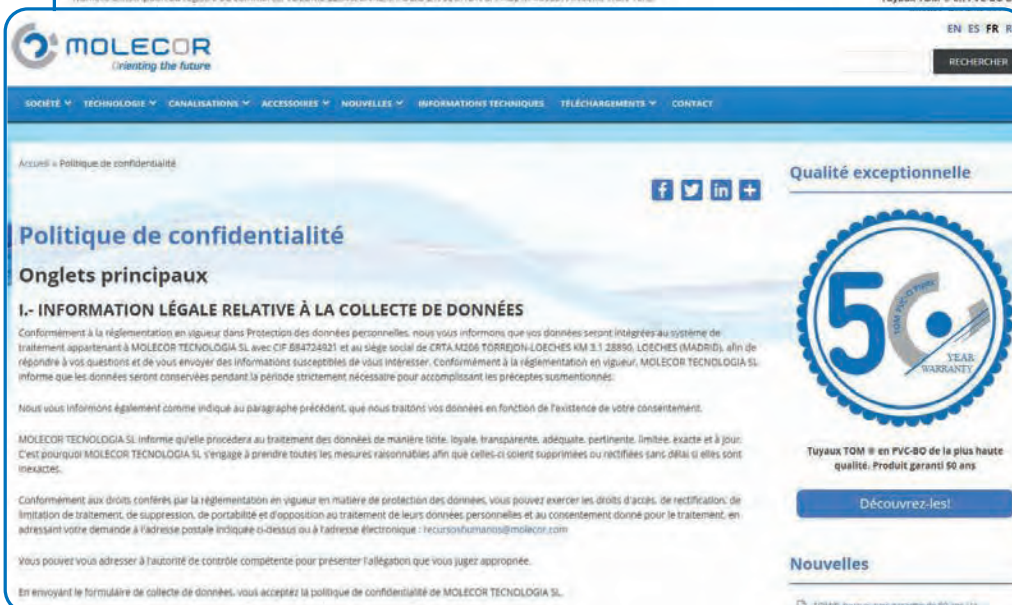 EN ES FR R
MOLECOR
Orienting the future
RECHERCHER
SOCIÉTÉ TECHNOLOGIE CANALISATIONS ACCESSOIRES NOUVELLES INFORMATIONS TECHNIQUES TÉLÉCHARGEMENTS CONTACT
Accueil » Politique de confidentialité
Politique de confidentialité
Onglets principaux
I.- INFORMATION LÉGALE RELATIVE À LA COLLECTE DE DONNÉES
Conformément à la réglementation en vigueur dans Protection des données personnelles, nous vous informons que vos données seront intégrées au système de
traitement appartenant à MOLECOR TECNOLOGIA SL avec CIF B84724921 et au siège social de CRTA.M206 TORREJON-LOECHES KM 3.1 28890, LOECHES (MADRID), afin de
répondre à vos questions et de vous envoyer des informations susceptibles de vous intéresser. Conformément à la réglementation en vigueur, MOLECOR TECNOLOGIA SL
informe que les données seront conservées pendant la période strictement nécessaire pour accomplissant les préceptes susmentionnés.
Nous vous informons également comme indiqué au paragraphe précédent, que nous traitons vos données en fonction de l'existence de votre consentement.
MOLECOR TECNOLOGIA SL informe qu'elle procédera au traitement des données de manière licite, loyale, transparente, adéquate, pertinente, limitée, exacte et à jour.
C'est pourquoi MOLECOR TECNOLOGIA SL s'engage à prendre toutes les mesures raisonnables afin que celles-ci soient supprimées ou rectifiées sans délai si elles sont
inexactes.
Conformément aux droits conférés par la réglementation en vigueur en matière de protection des données, vous pouvez exercer les droits d'accès, de rectification, de
limitation de traitement, de suppression, de portabilité et d'opposition au traitement de leurs données personnelles et au consentement donné pour le traitement, en
adressant votre demande à l'adresse postale indiquée ci-dessus ou à l'adresse électronique : recursoshumanos@molecor.com
Vous pouvez vous adresser à l'autorité de contrôle compétente pour présenter l'allégation que vous jugez appropriée.
En envoyant le formulaire de collecte de données, vous acceptez la politique de confidentialité de MOLECOR TECNOLOGIA SL.
Qualité exceptionnelle
50
YEAR
WARRANTY
Tuyaux TOM ® en PVC-BO de la plus haute
qualité. Produit garanti 50 ans
Découvrez-les!
Nouvelles